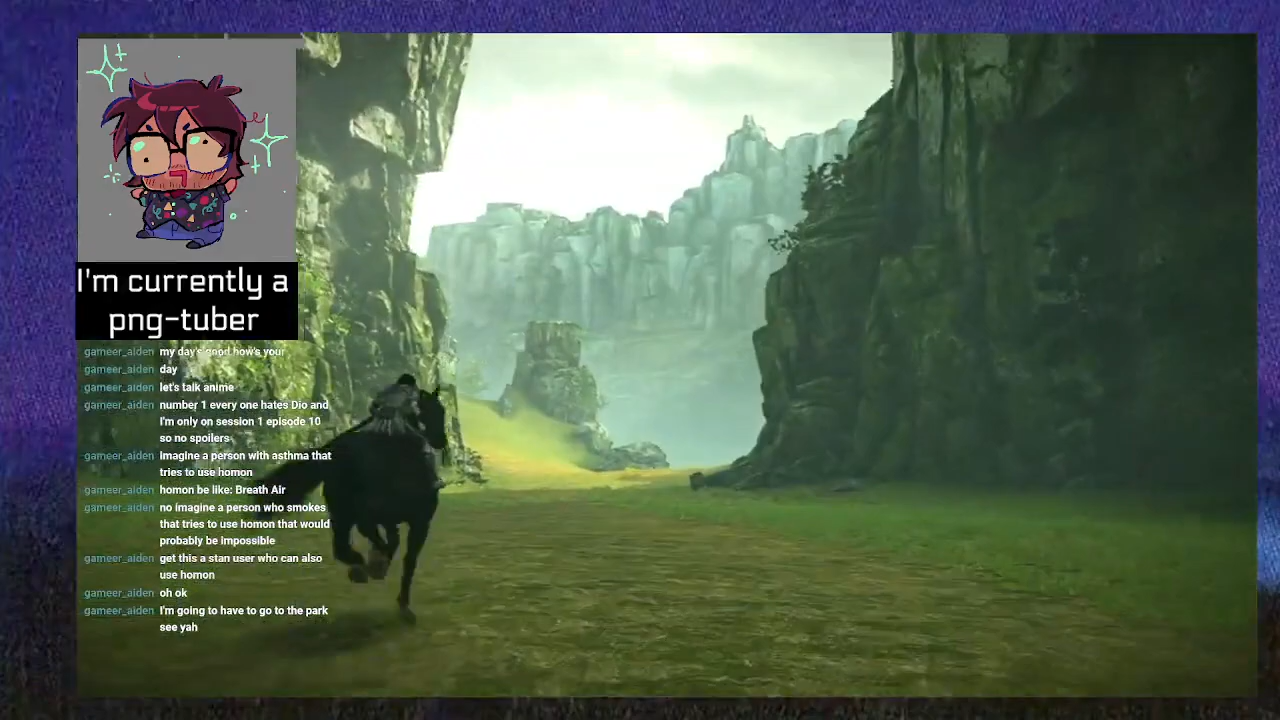 I'm currently a
png-tuber
gameer_aiden my day's good how's your
gameer_aiden day
gameer_aiden let's talk anime
gameer_aiden number 1 every one hates Dio and
I'm only on session 1 episode 10
so no spoilers
gameer_aiden Imagine a person with asthma that
tries to use homon
gameer_aiden homon be like: Breath Air
gameer_aiden no imagine a person who smokes
that tries to use homon that would
probably be impossible
gameer_aiden get this a stan user who can also
use homon
gameer_aiden oh ok
gameer_aiden I'm going to have to go to the park
see yah